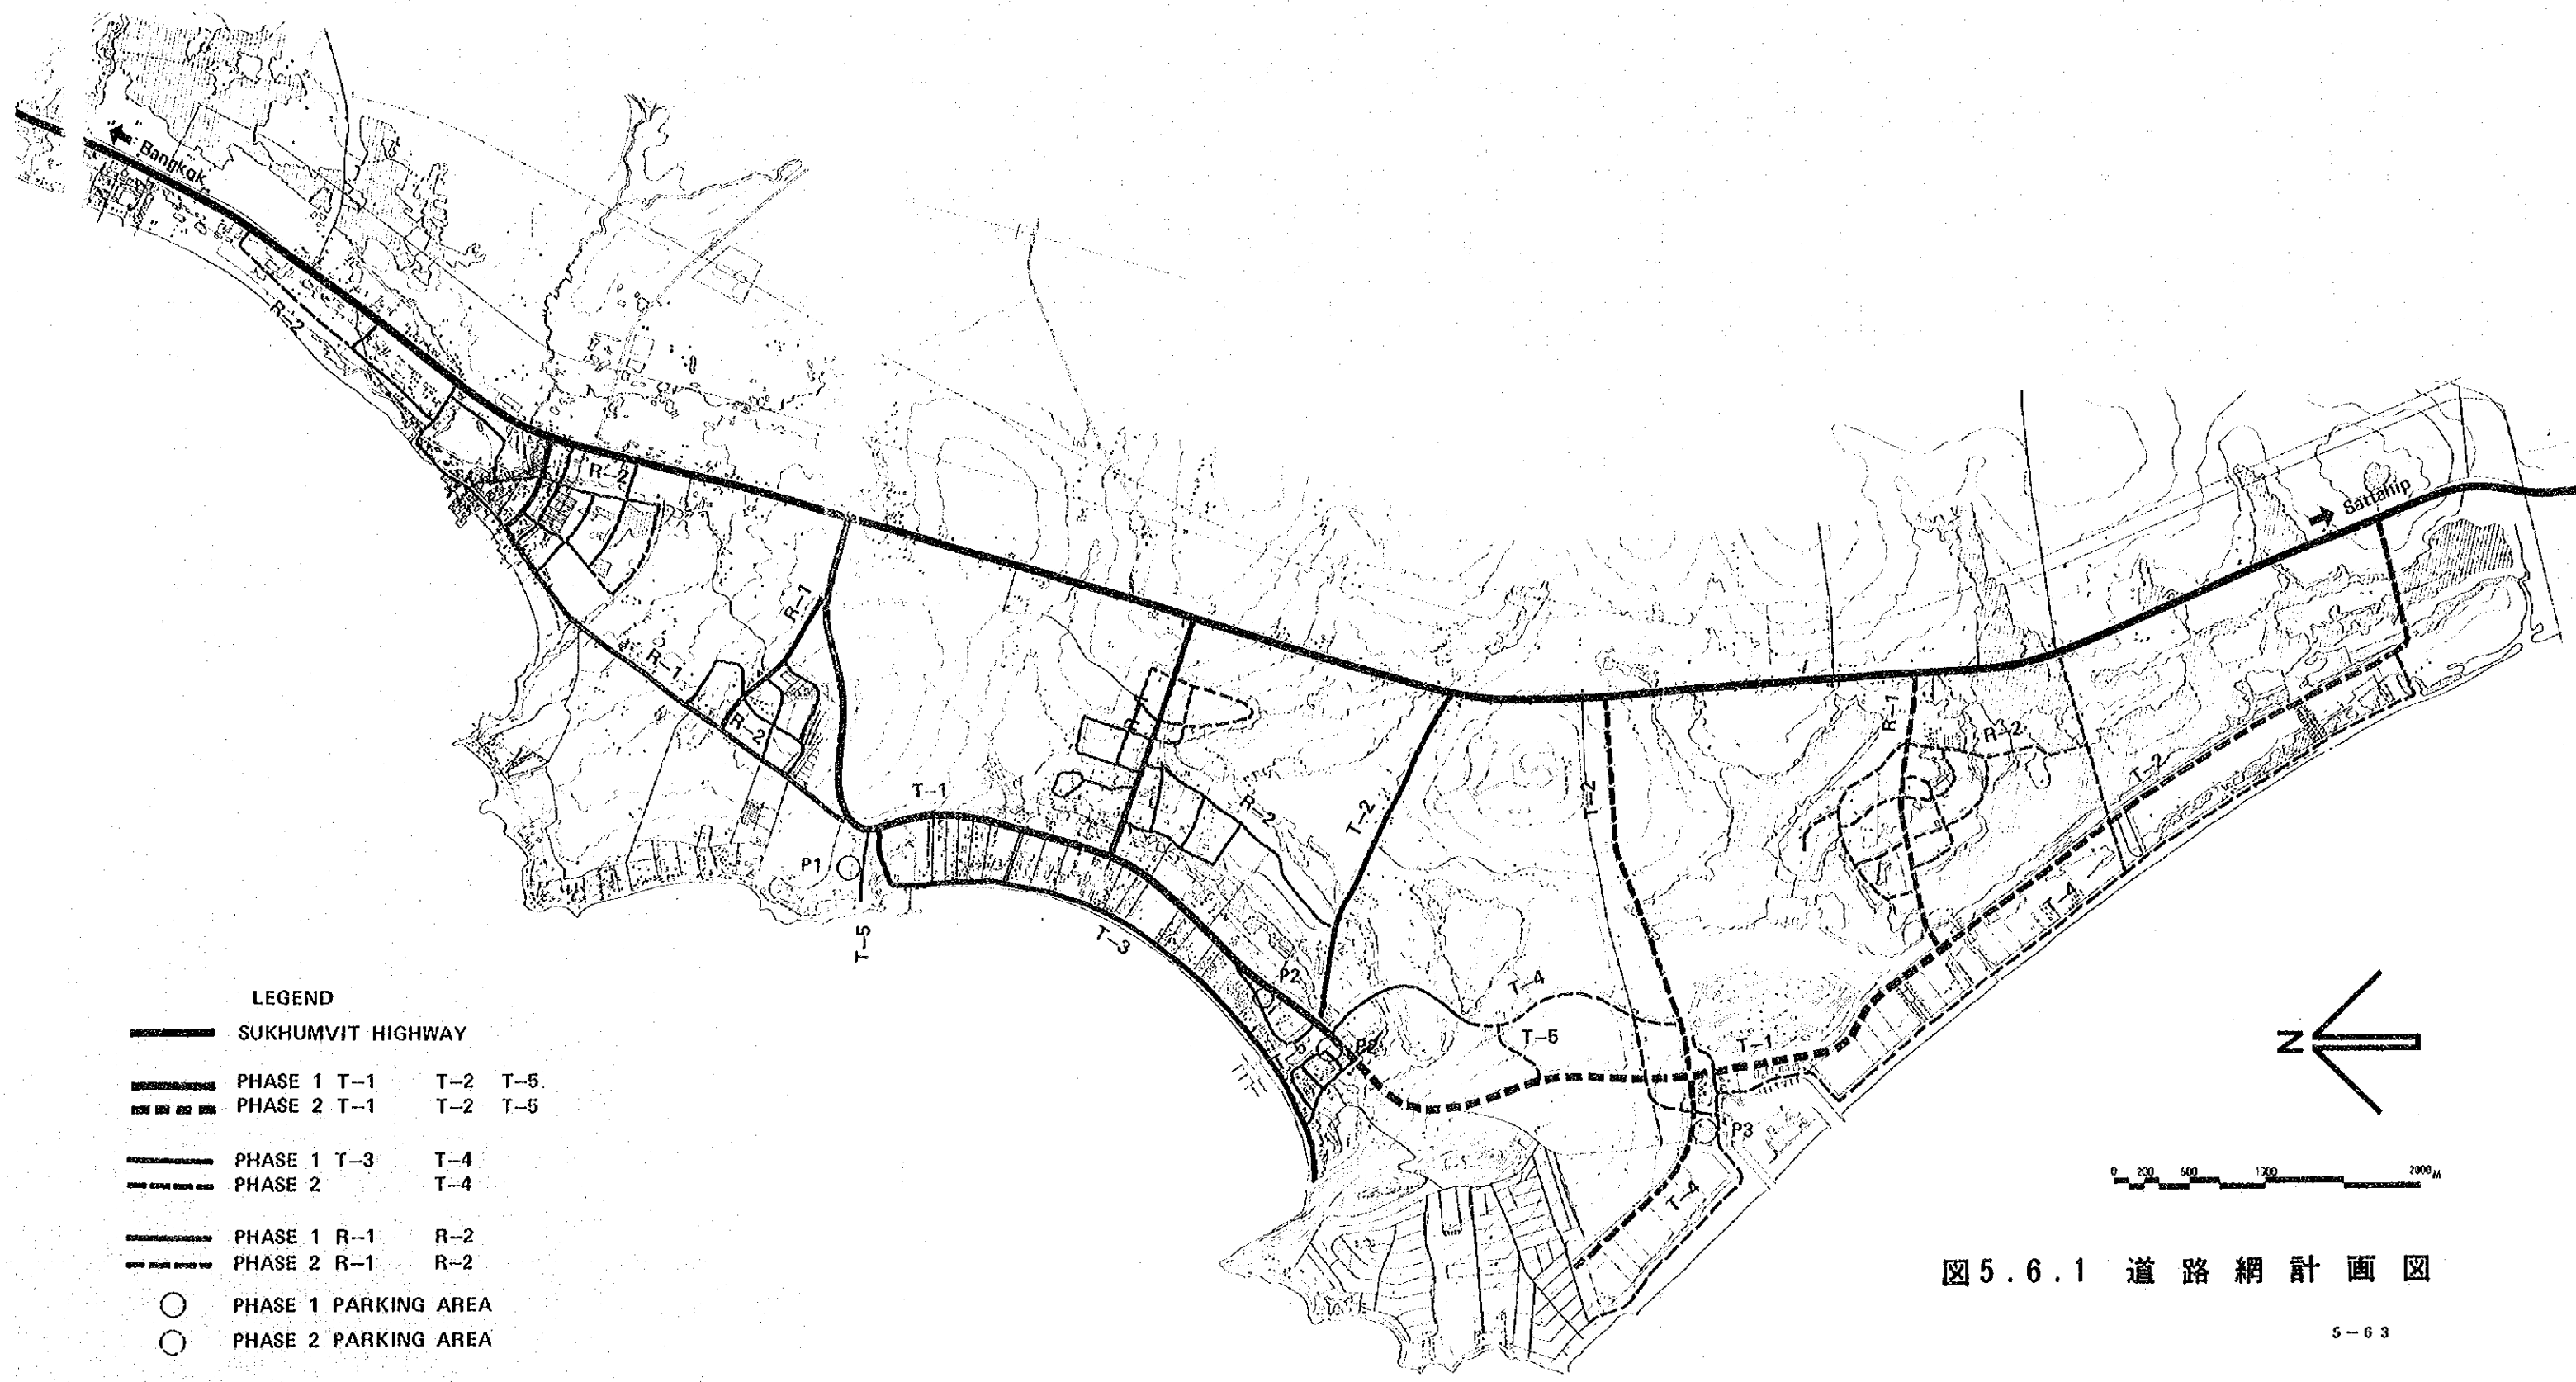 Bangkok
R-2
R-2
R-1
R-1
R-2
Sattahip
T-1
R-2
T-2
T-2
R-1
R-2
T-2
T-4
P1
T-5
T-3
P2
P2
T-4
T-5
T-1
P3
T-4
N
0 200 500 1000 2000 M
LEGEND
SUKHUMVIT HIGHWAY
PHASE 1 T-1 T-2 T-5
PHASE 2 T-1 T-2 T-5
PHASE 1 T-3 T-4
PHASE 2 T-4
PHASE 1 R-1 R-2
PHASE 2 R-1 R-2
PHASE 1 PARKING AREA
PHASE 2 PARKING AREA
図5.6.1 道路網計画図
5-63